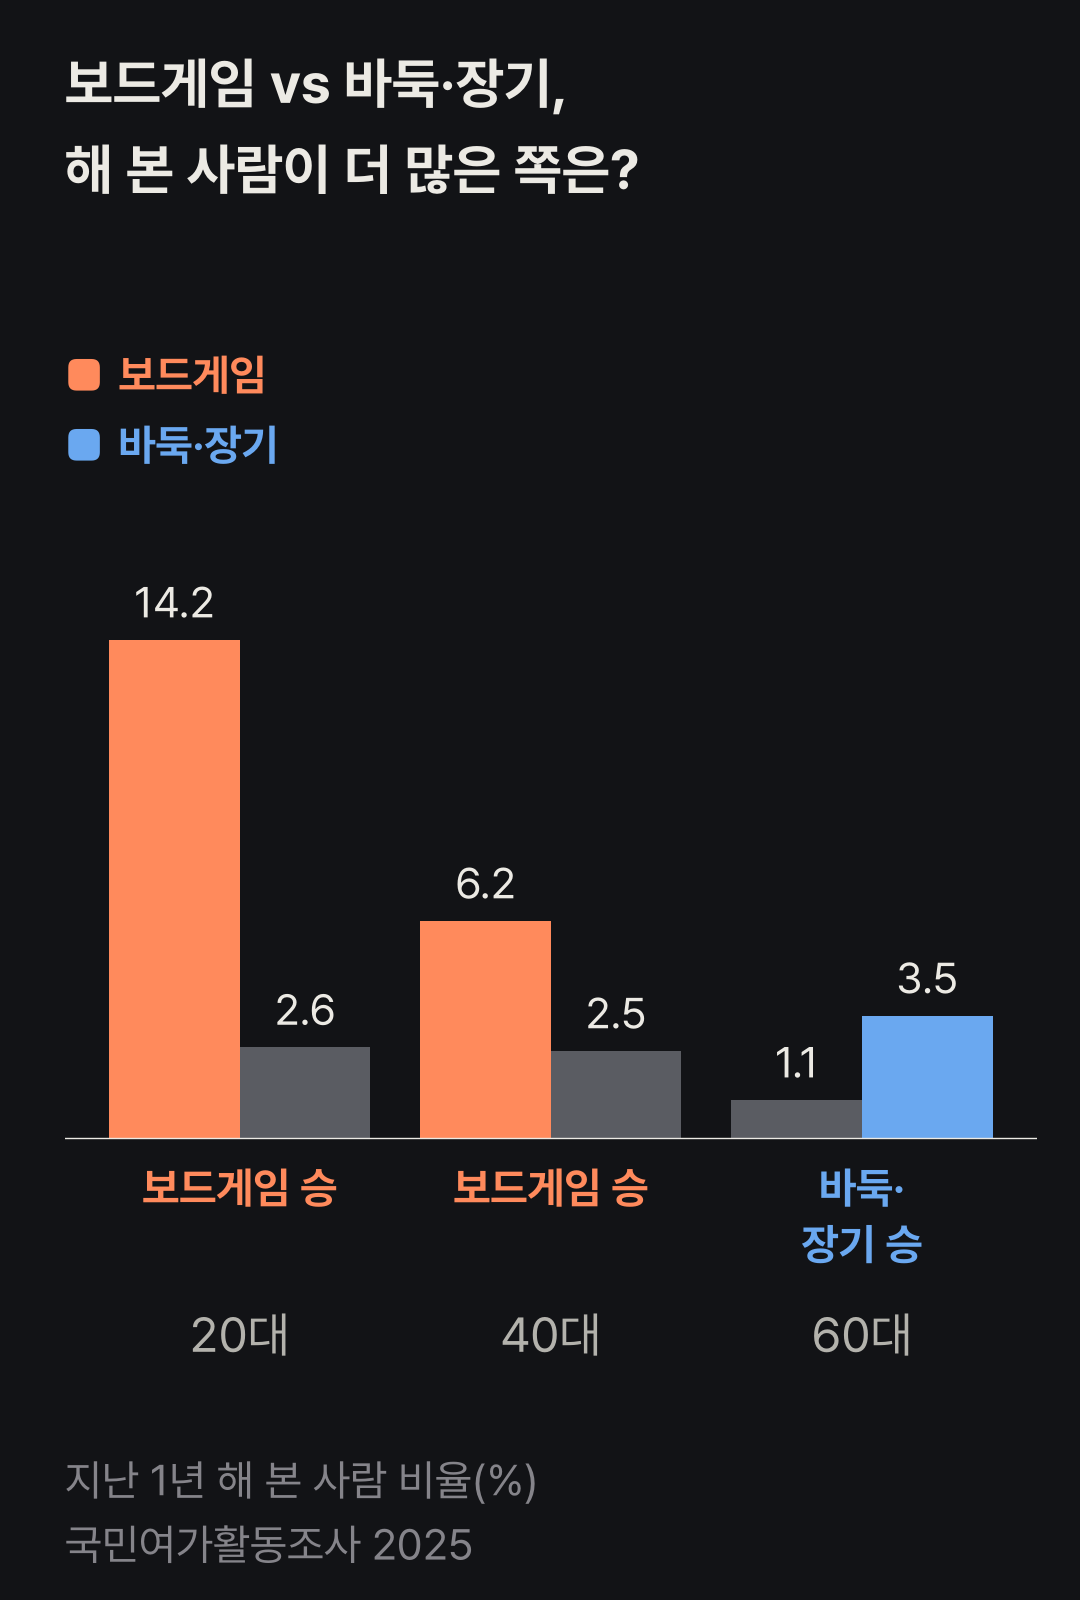 보드게임 vs 바둑·장기,
해 본 사람이 더 많은 쪽은?
보드게임
바둑·장기
14.2
2.6
6.2
2.5
1.1
3.5
보드게임 승
보드게임 승
바둑·
장기 승
20대
40대
60대
지난 1년 해 본 사람 비율(%)
국민여가활동조사 2025